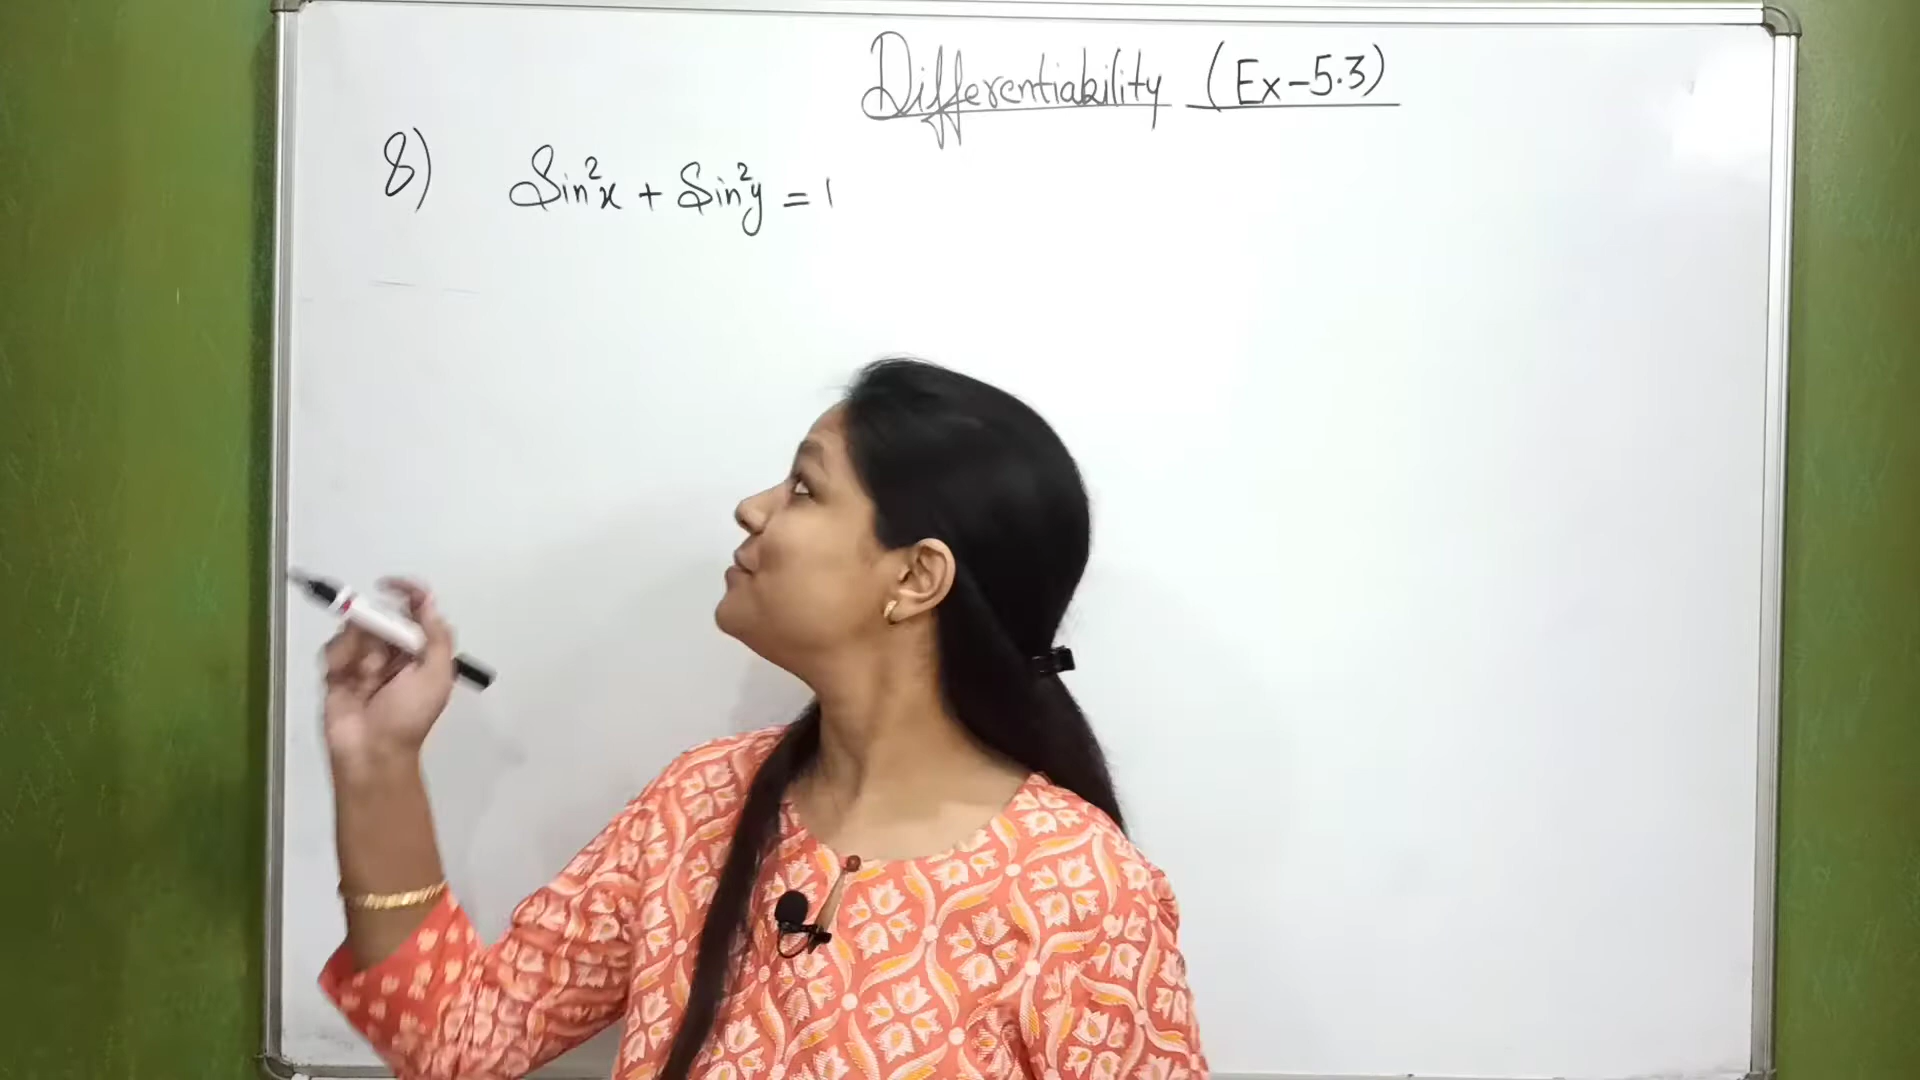 Differentiability (Ex-5.3)
8) Sin²x + Sin²y = 1